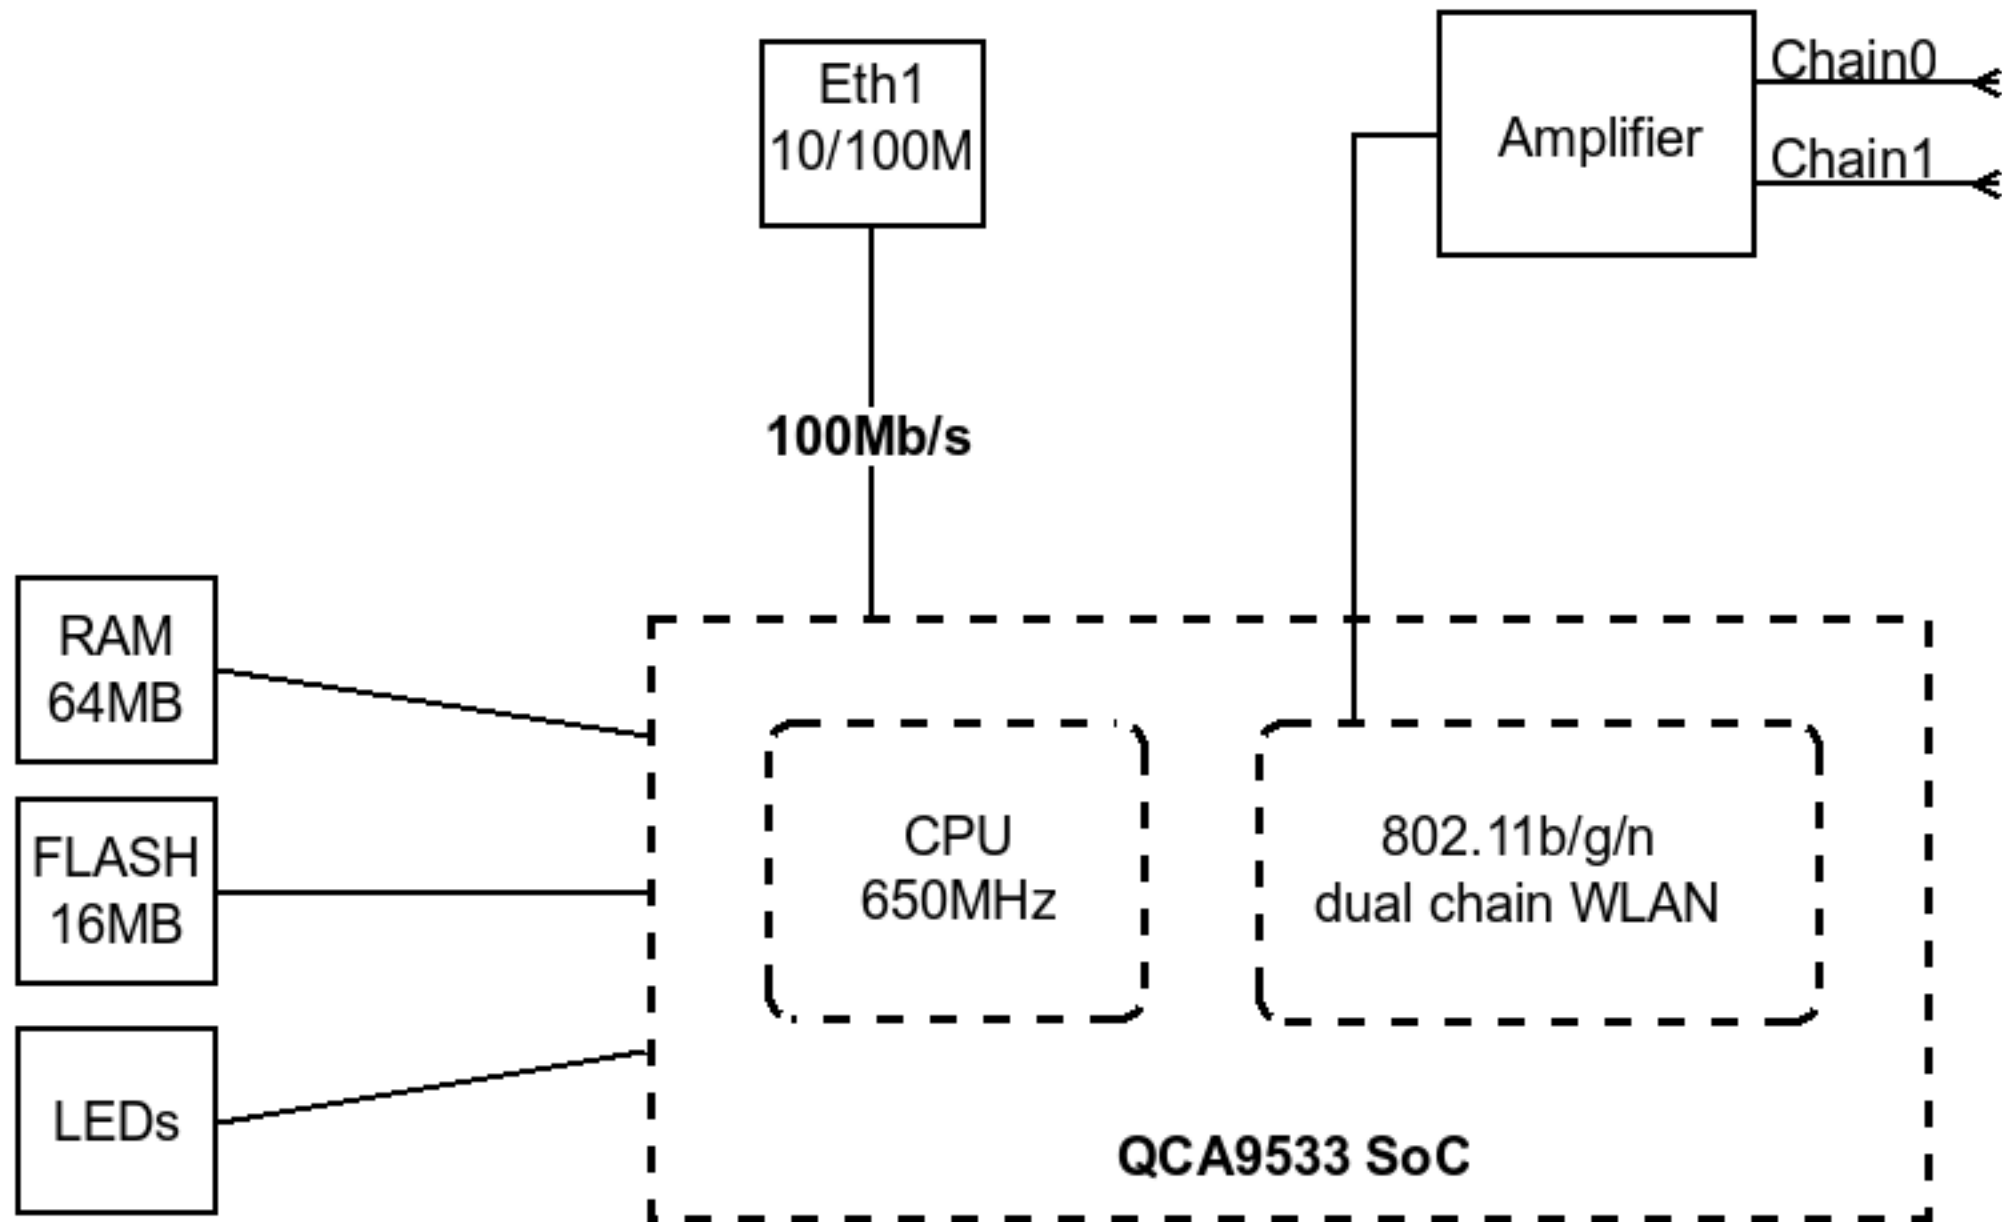 Eth1
10/100M
Amplifier
Chain0
Chain1
100Mb/s
RAM
64MB
FLASH
16MB
LEDs
CPU
650MHz
802.11b/g/n
dual chain WLAN
QCA9533 SoC